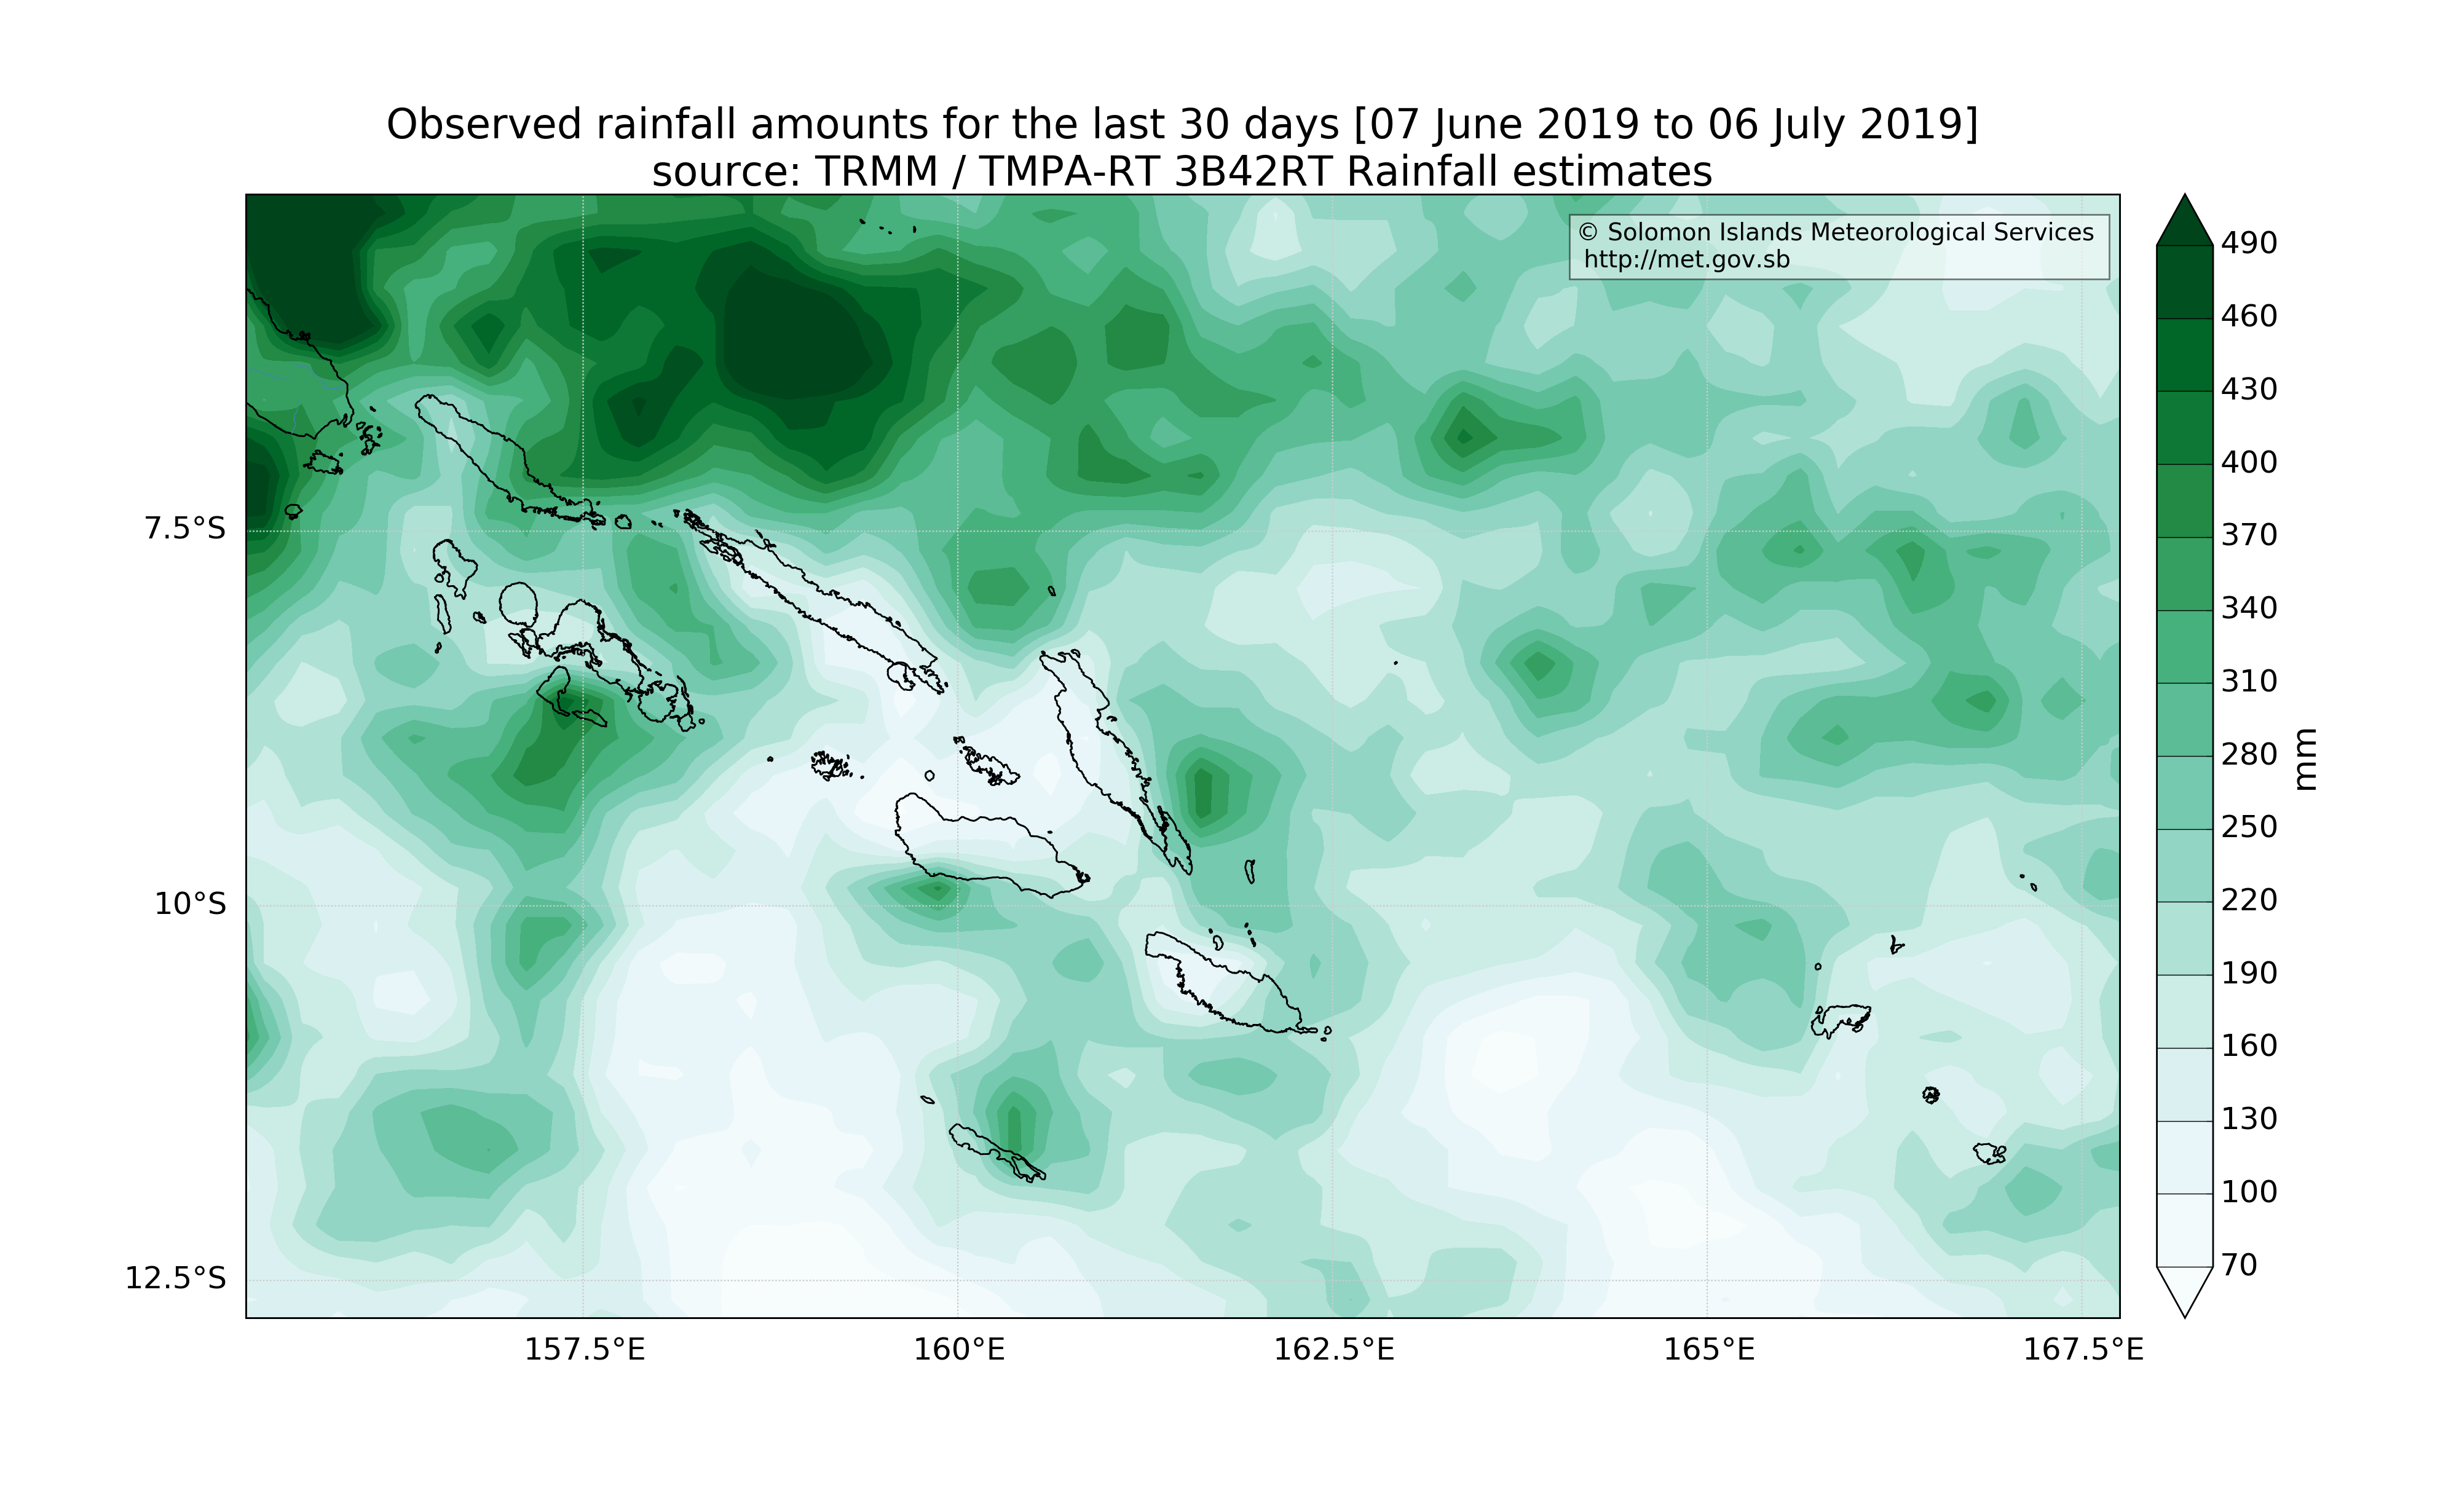 Observed rainfall amounts for the last 30 days [07 June 2019 to 06 July 2019]
source: TRMM / TMPA-RT 3B42RT Rainfall estimates
© Solomon Islands Meteorological Services
http://met.gov.sb
7.5°S
10°S
12.5°S
157.5°E
160°E
162.5°E
165°E
167.5°E
490
460
430
400
370
340
310
280
250
220
190
160
130
100
70
mm